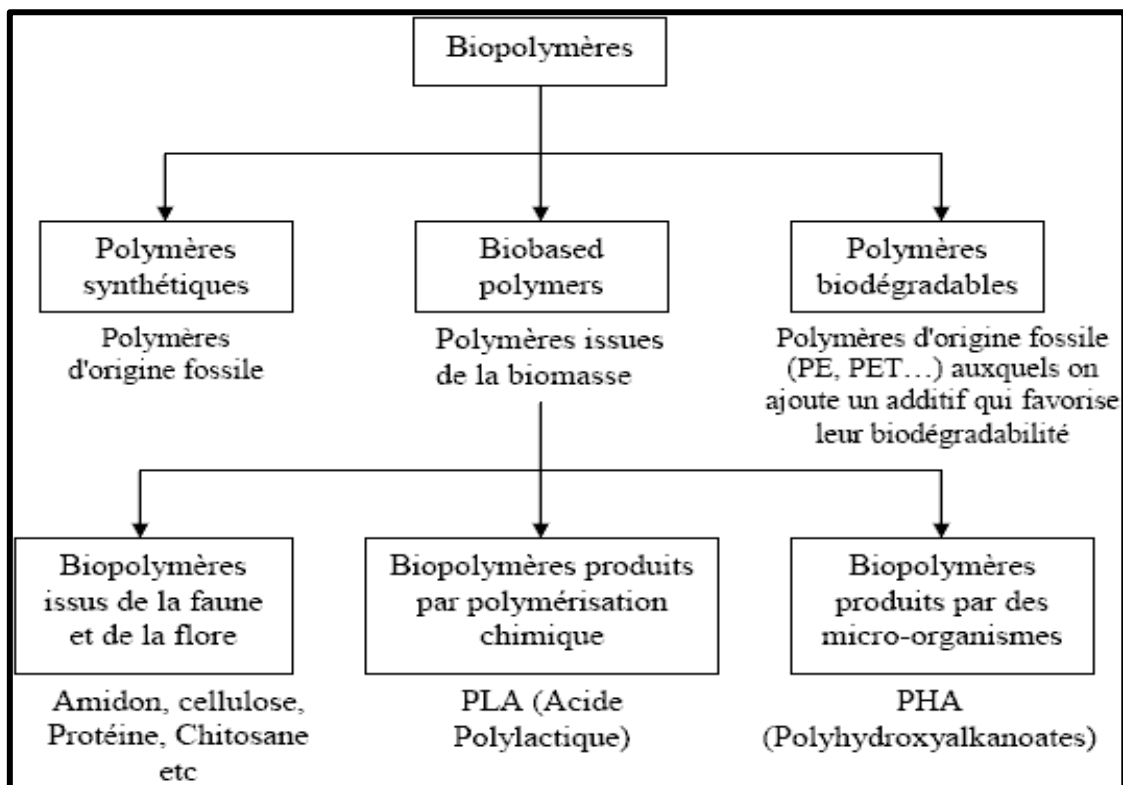 Biopolymères
Polymères
synthétiques
Polymères
d'origine fossile
Biobased
polymers
Polymères issues
de la biomasse
Polymères
biodégradables
Polymères d'origine fossile
(PE, PET…) auxquels on
ajoute un additif qui favorise
leur biodégradabilité
Biopolymères
issus de la faune
et de la flore
Amidon, cellulose,
Protéine, Chitosane
etc
Biopolymères produits
par polymérisation
chimique
PLA (Acide
Polylactique)
Biopolymères
produits par des
micro-organismes
PHA
(Polyhydroxyalkanoates)